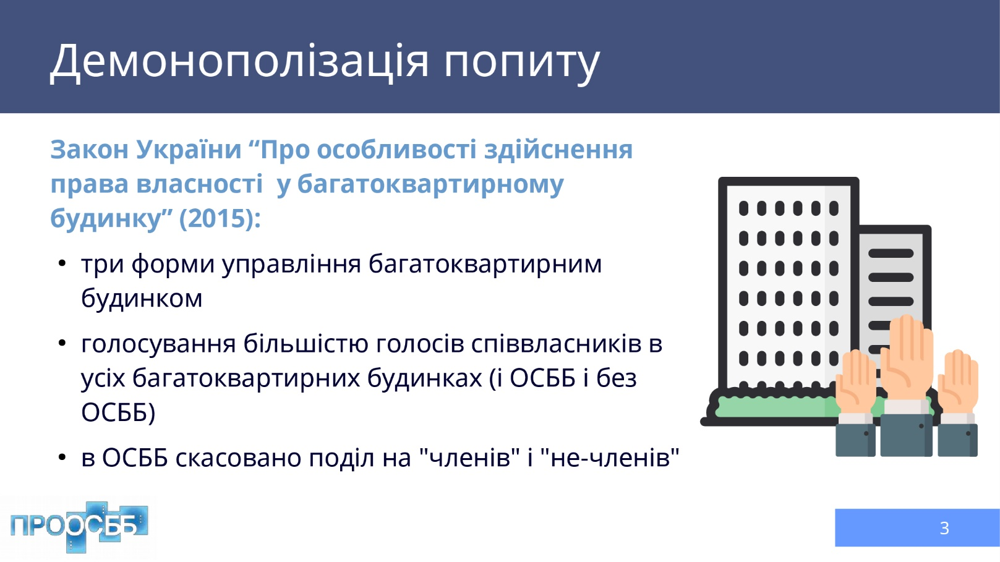 Демонополізація попиту
Закон України “Про особливості здійснення
права власності  у багатоквартирному
будинку” (2015):
• три форми управління багатоквартирним
будинком
• голосування більшістю голосів співвласників в
усіх багатоквартирних будинках (і ОСББ і без
ОСББ)
• в ОСББ скасовано поділ на "членів" і "не-членів"
ПРООСББ
3